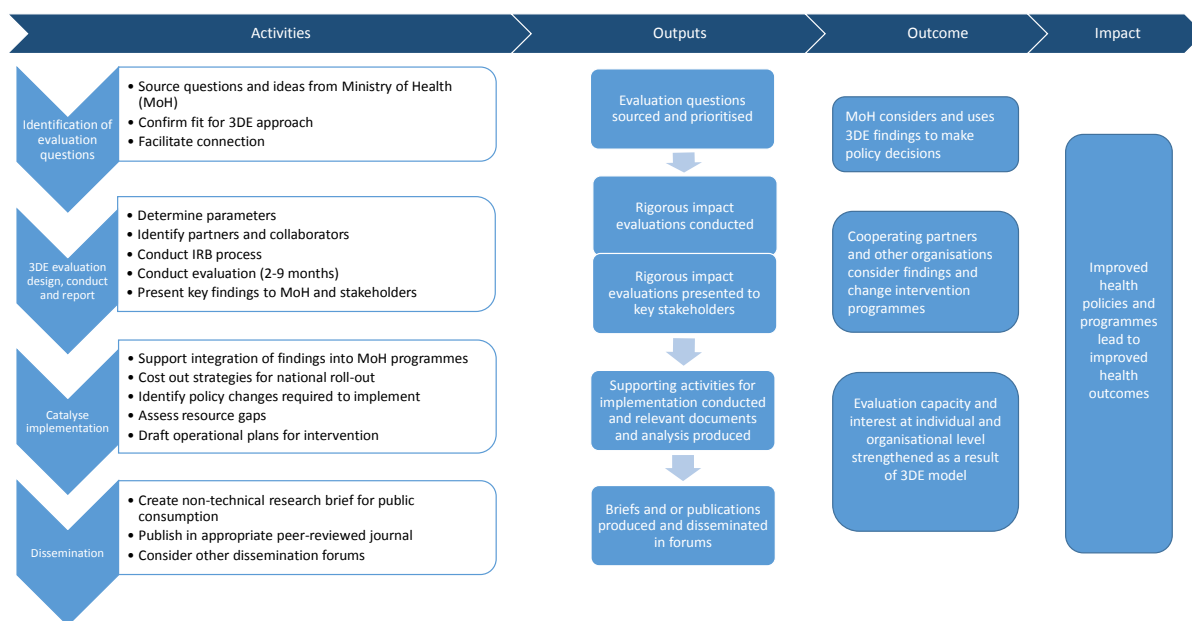 Activities
Outputs
Outcome
Impact
Identification of
evaluation
questions
• Source questions and ideas from Ministry of Health
(MoH)
• Confirm fit for 3DE approach
• Facilitate connection
3DE evaluation
design, conduct
and report
• Determine parameters
• Identify partners and collaborators
• Conduct IRB process
• Conduct evaluation (2-9 months)
• Present key findings to MoH and stakeholders
Catalyse
implementation
• Support integration of findings into MoH programmes
• Cost out strategies for national roll-out
• Identify policy changes required to implement
• Assess resource gaps
• Draft operational plans for intervention
Dissemination
• Create non-technical research brief for public
consumption
• Publish in appropriate peer-reviewed journal
• Consider other dissemination forums
Evaluation questions
sourced and prioritised
Rigorous impact
evaluations conducted
Rigorous impact
evaluations presented to
key stakeholders
Supporting activities for
implementation conducted
and relevant documents
and analysis produced
Briefs and or publications
produced and disseminated
in forums
MoH considers and uses
3DE findings to make
policy decisions
Cooperating partners
and other organisations
consider findings and
change intervention
programmes
Evaluation capacity and
interest at individual and
organisational level
strengthened as a result
of 3DE model
Improved
health
policies and
programmes
lead to
improved
health
outcomes